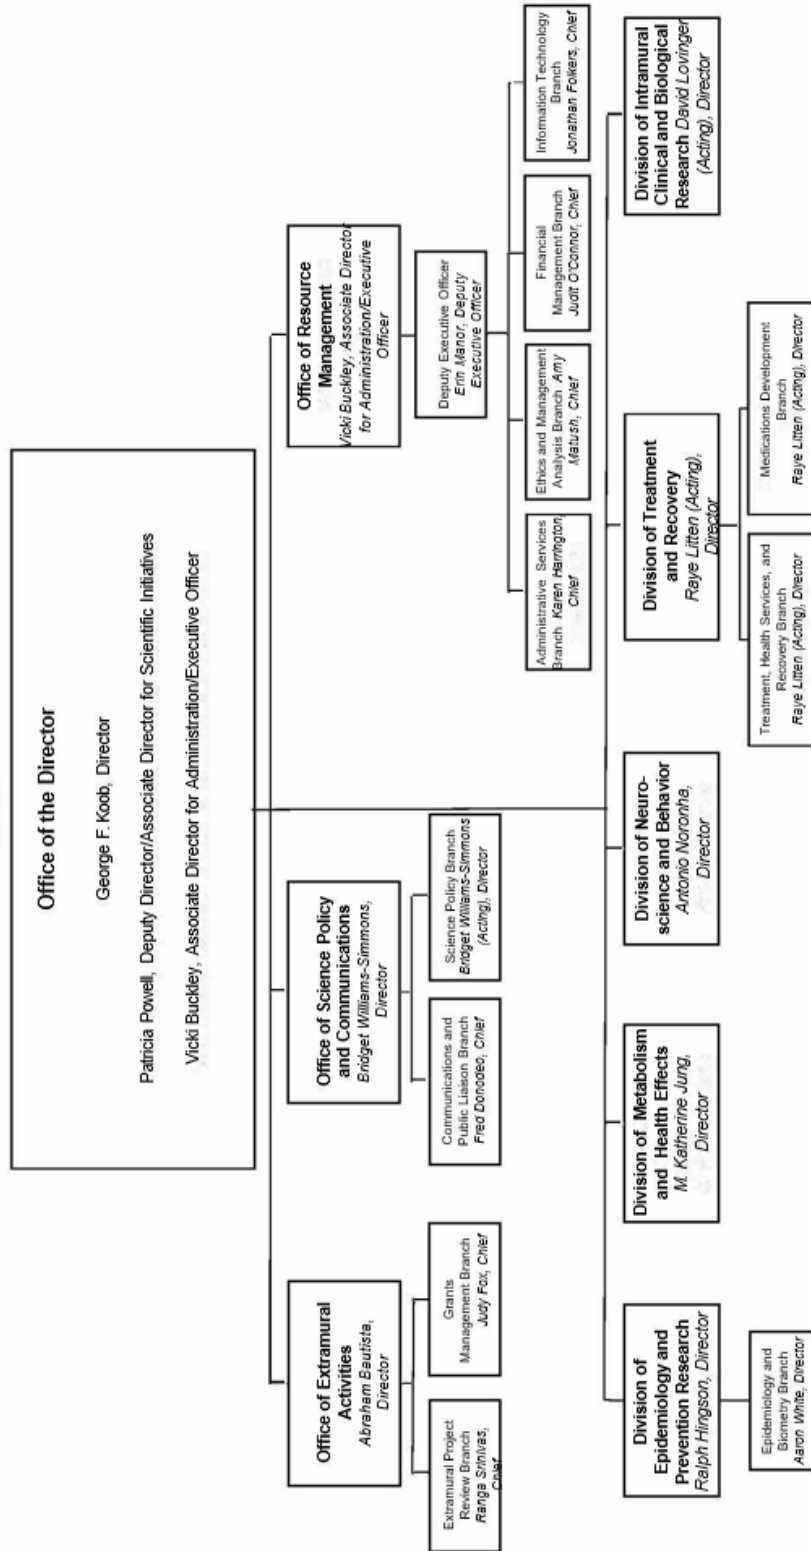 Office of the Director
George F. Koob, Director
Patricia Powell, Deputy Director/Associate Director for Scientific Initiatives
Vicki Buckley, Associate Director for Administration/Executive Officer
Office of Extramural
Activities
Abraham Bautista,
Director
Extramural Project
Review Branch
Ranga Srinivas,
Chief
Grants
Management Branch
Judy Fox, Chief
Office of Science Policy
and Communications
Bridget Williams-Simmons,
Director
Communications and
Public Liaison Branch
Fred Donodeo, Chief
Science Policy Branch
Bridget Williams-Simmons
(Acting), Director
Office of Resource
Management
Vicki Buckley, Associate Director
for Administration/Executive
Officer
Deputy Executive Officer
Erin Manor, Deputy
Executive Officer
Administrative Services
Branch Karen Harrington,
Chief
Ethics and Management
Analysis Branch Amy
Matush, Chief
Financial
Management Branch
Judit O'Connor, Chief
Information Technology
Branch
Jonathan Folkers, Chief
Division of
Epidemiology and
Prevention Research
Ralph Hingson, Director
Epidemiology and
Biometry Branch
Aaron White, Director
Division of Metabolism
and Health Effects
M. Katherine Jung,
Director
Division of Neuro-
science and Behavior
Antonio Noronha,
Director
Division of Treatment
and Recovery
Raye Litten (Acting),
Director
Treatment, Health Services, and
Recovery Branch
Raye Litten (Acting), Director
Medications Development
Branch
Raye Litten (Acting), Director
Division of Intramural
Clinical and Biological
Research David Lovinger
(Acting), Director